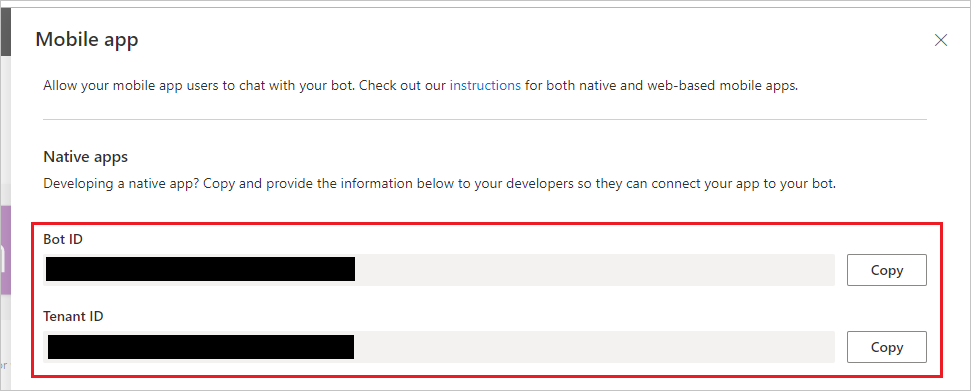 Mobile app
Allow your mobile app users to chat with your bot. Check out our instructions for both native and web-based mobile apps.
Native apps
Developing a native app? Copy and provide the information below to your developers so they can connect your app to your bot.
Bot ID
Copy
Tenant ID
Copy
or